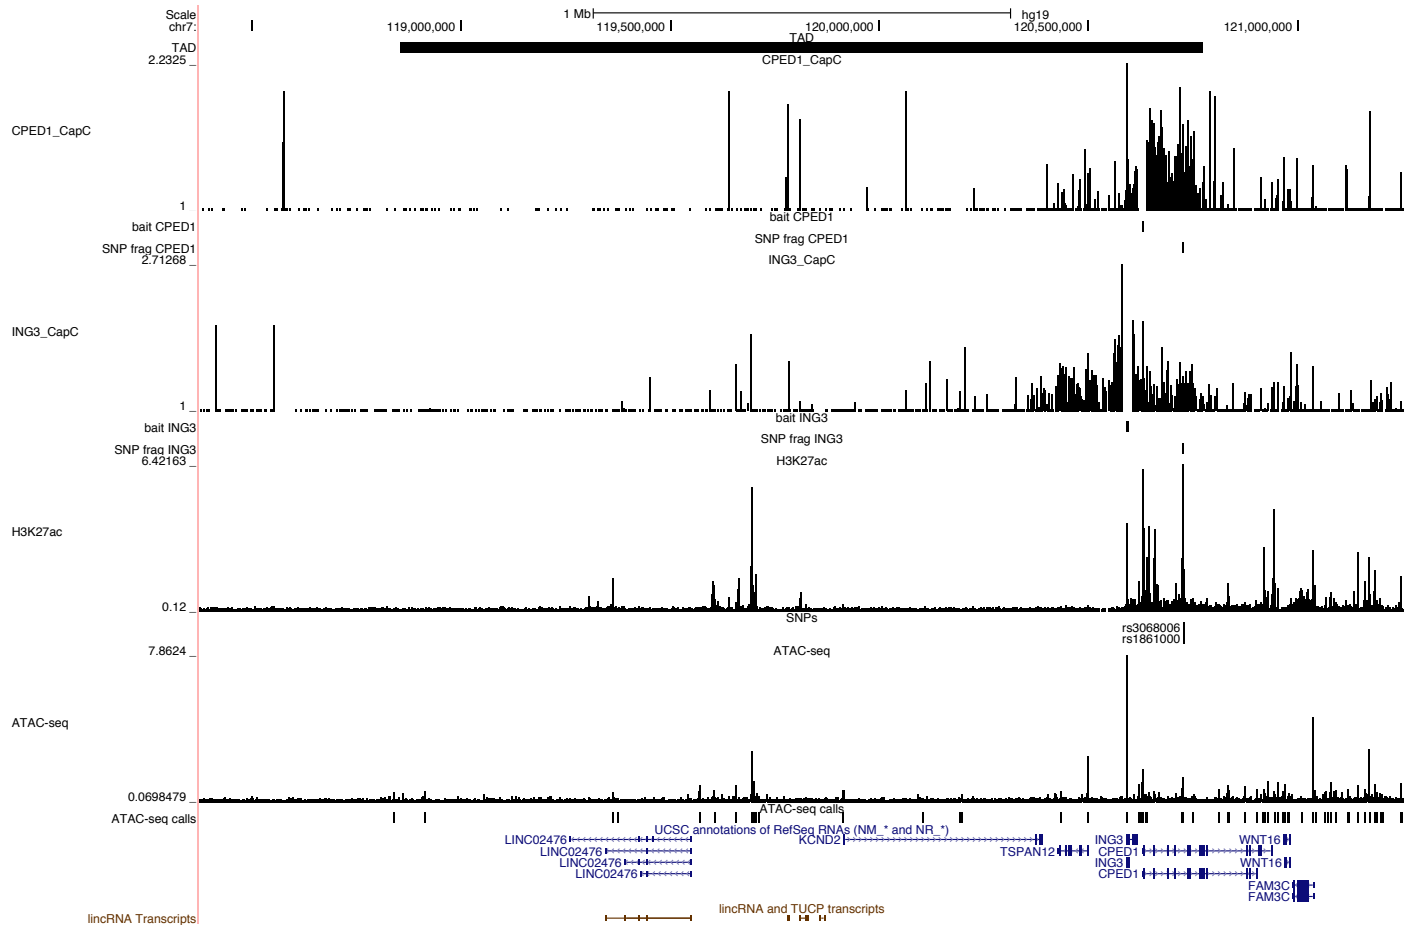 Scale 1 Mb hg19
chr7: 119,000,000 119,500,000 120,000,000 120,500,000 121,000,000
TAD
TAD
2.2325 _ CPED1_CapC
CPED1_CapC
1 _
bait CPED1
bait CPED1
SNP frag CPED1
SNP frag CPED1
2.71268 _ ING3_CapC
ING3_CapC
1 _
bait ING3
bait ING3
SNP frag ING3
SNP frag ING3
6.42163 _ H3K27ac
H3K27ac
0.12 _
SNPs
rs3068006
rs1861000
7.8624 _ ATAC-seq
ATAC-seq
0.0698479 _
ATAC-seq calls
ATAC-seq calls
UCSC annotations of RefSeq RNAs (NM_* and NR_*)
LINC02476 KCND2 ING3 WNT16
LINC02476 TSPAN12 CPED1
LINC02476 ING3 WNT16
LINC02476 CPED1
FAM3C
FAM3C
lincRNA and TUCP transcripts
lincRNA Transcripts